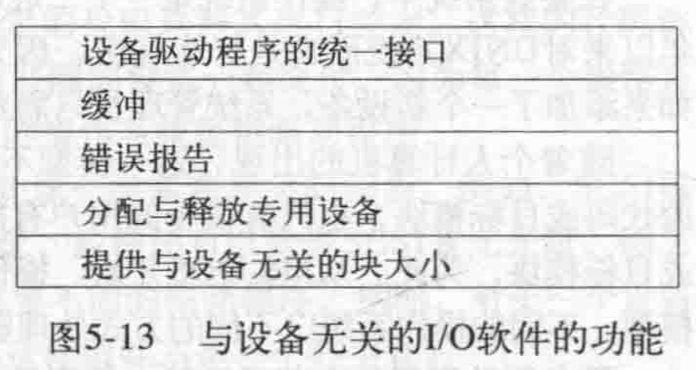 设备驱动程序的统一接口
缓冲
错误报告
分配与释放专用设备
提供与设备无关的块大小
图5-13 与设备无关的I/O软件的功能